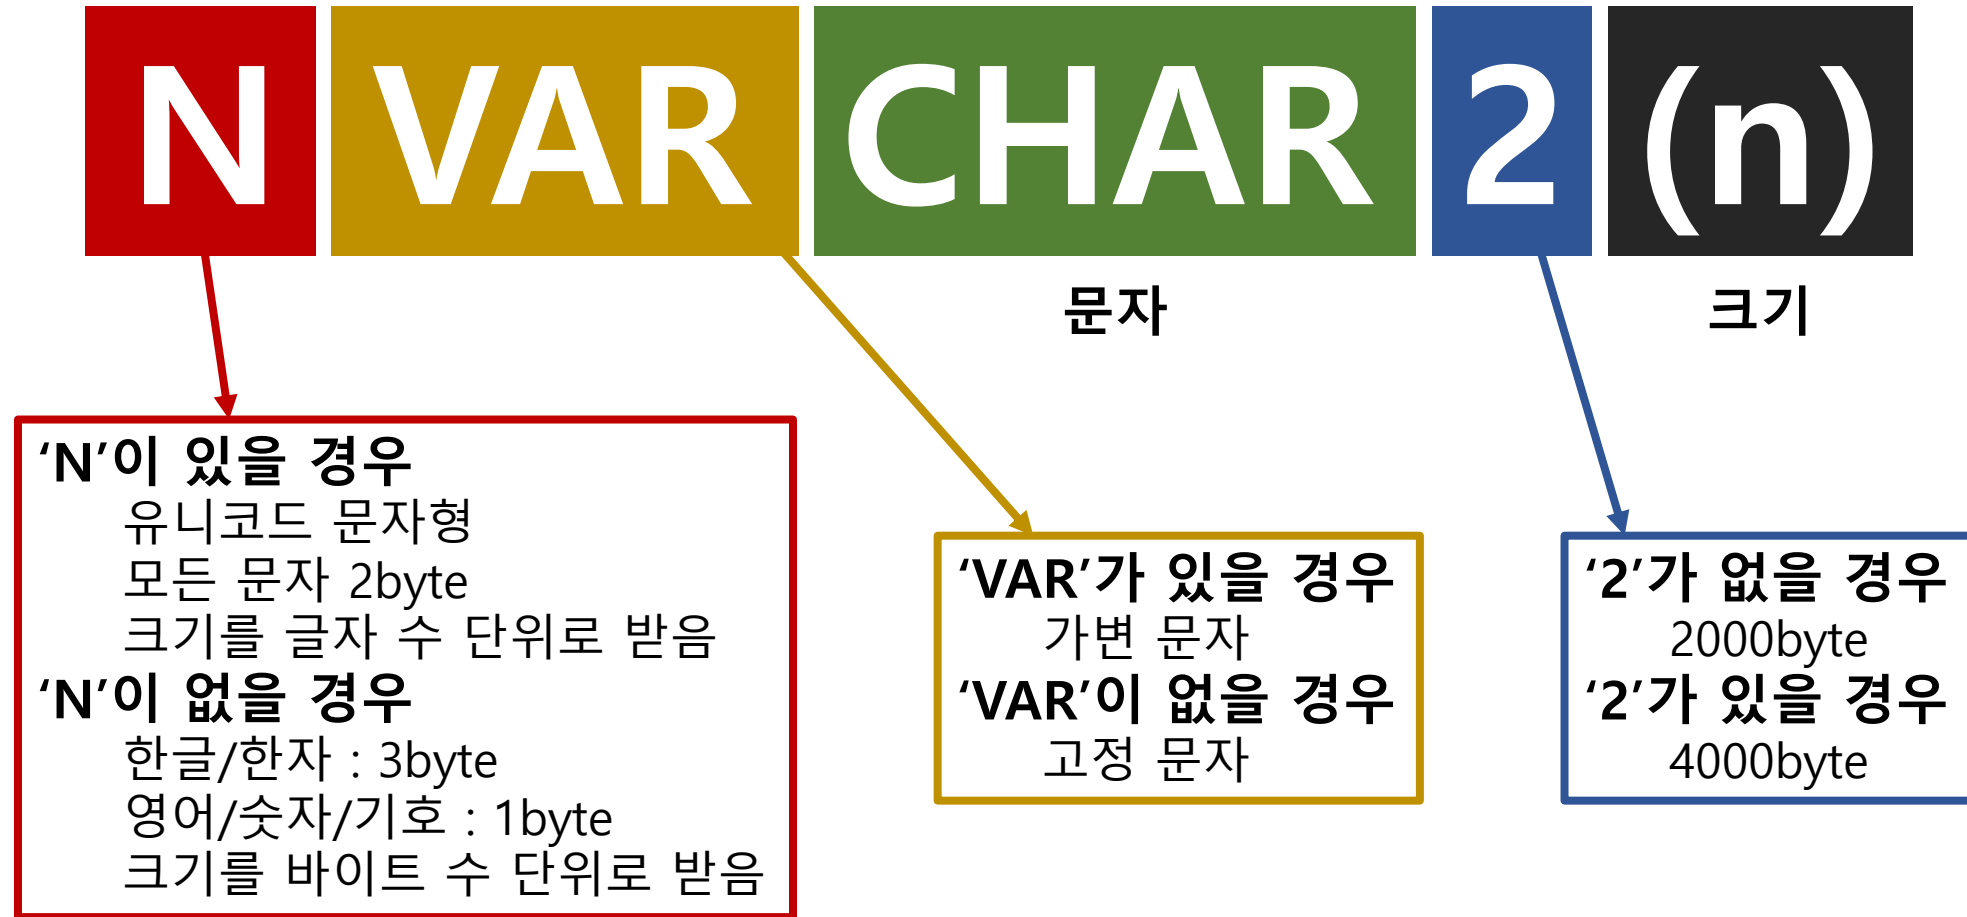 N VAR CHAR 2 (n)
문자
크기
‘N’이 있을 경우
유니코드 문자형
모든 문자 2byte
크기를 글자 수 단위로 받음
‘N’이 없을 경우
한글/한자 : 3byte
영어/숫자/기호 : 1byte
크기를 바이트 수 단위로 받음
‘VAR’가 있을 경우
가변 문자
‘VAR’이 없을 경우
고정 문자
‘2’가 없을 경우
2000byte
‘2’가 있을 경우
4000byte